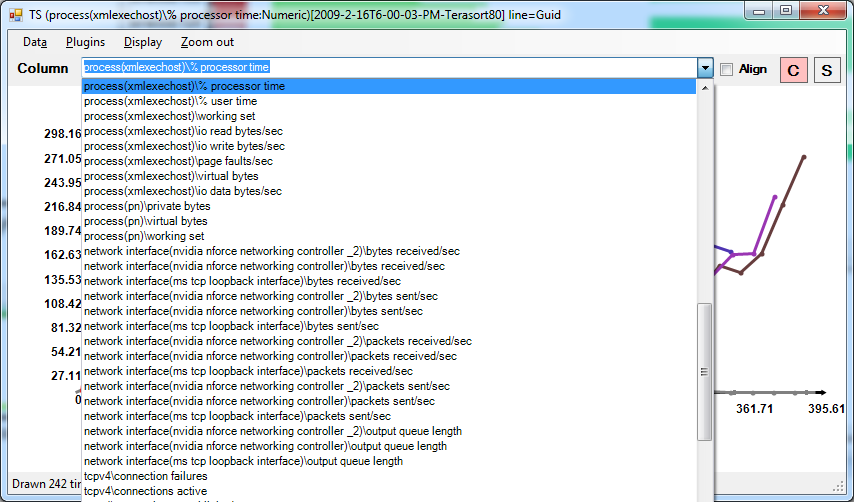 TS (process(xmlexechost)\% processor time:Numeric)[2009-2-16T6-00-03-PM-Terasort80] line=Guid
Data Plugins Display Zoom out
Column process(xmlexechost)\% processor time Align C S
process(xmlexechost)\% processor time
process(xmlexechost)\% user time
process(xmlexechost)\working set
process(xmlexechost)\io read bytes/sec
process(xmlexechost)\io write bytes/sec
process(xmlexechost)\page faults/sec
process(xmlexechost)\virtual bytes
process(xmlexechost)\io data bytes/sec
process(pn)\private bytes
process(pn)\virtual bytes
process(pn)\working set
network interface(nvidia nforce networking controller _2)\bytes received/sec
network interface(nvidia nforce networking controller)\bytes received/sec
network interface(ms tcp loopback interface)\bytes received/sec
network interface(nvidia nforce networking controller _2)\bytes sent/sec
network interface(nvidia nforce networking controller)\bytes sent/sec
network interface(ms tcp loopback interface)\bytes sent/sec
network interface(nvidia nforce networking controller _2)\packets received/sec
network interface(nvidia nforce networking controller)\packets received/sec
network interface(ms tcp loopback interface)\packets received/sec
network interface(nvidia nforce networking controller _2)\packets sent/sec
network interface(nvidia nforce networking controller)\packets sent/sec
network interface(ms tcp loopback interface)\packets sent/sec
network interface(nvidia nforce networking controller _2)\output queue length
network interface(nvidia nforce networking controller)\output queue length
network interface(ms tcp loopback interface)\output queue length
tcpv4\connection failures
tcpv4\connections active
298.16
271.05
243.95
216.84
189.74
162.63
135.53
108.42
81.32
54.21
27.11
0
361.71 395.61
Drawn 242